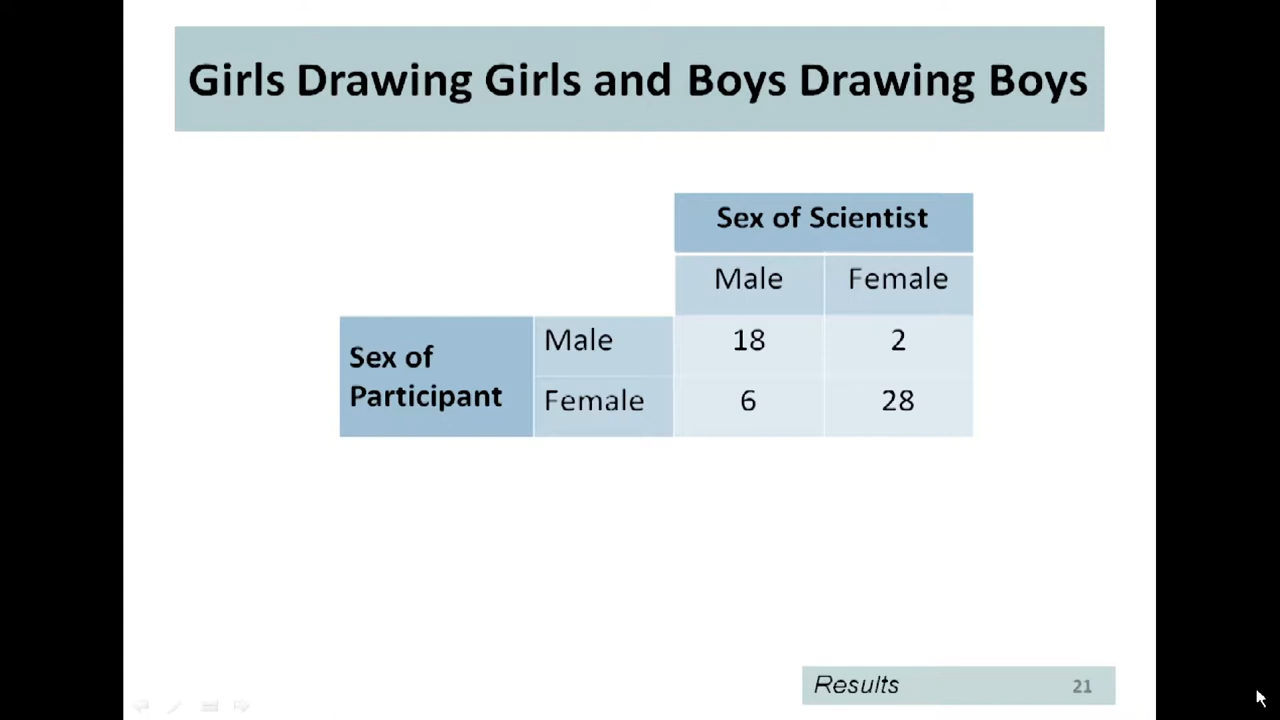 Girls Drawing Girls and Boys Drawing Boys
Sex of Scientist
Male Female
Sex of Participant
Male 18 2
Female 6 28
Results 21